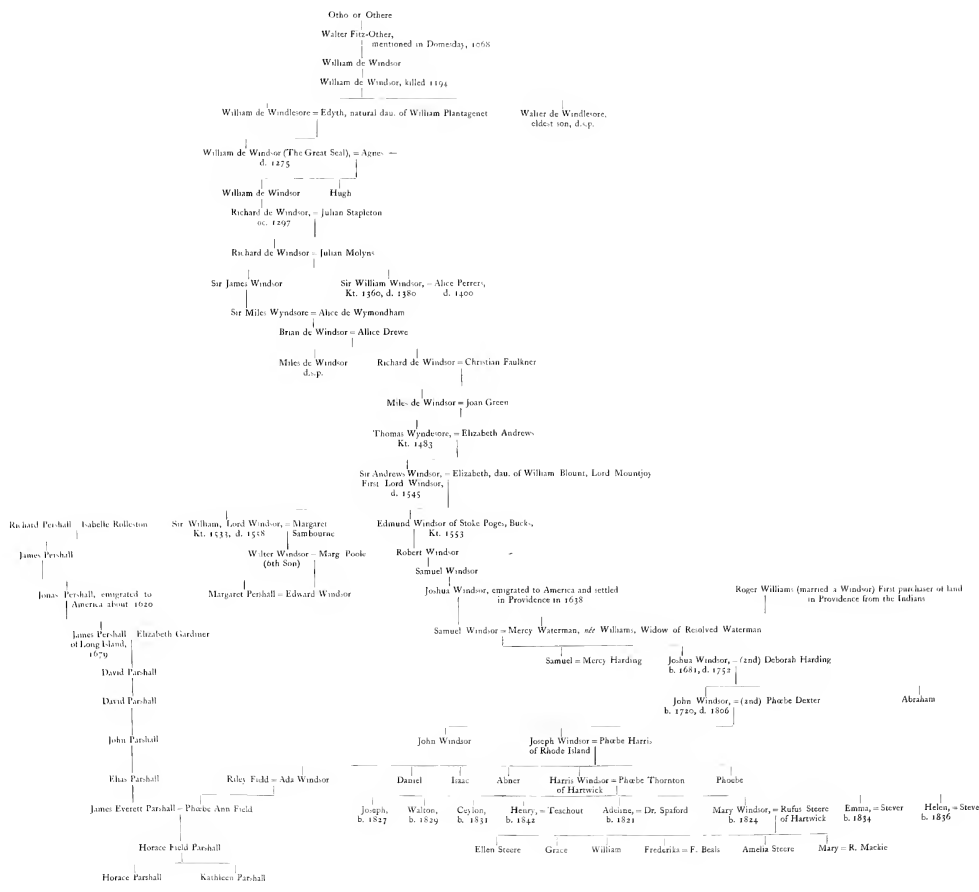 Otho or Othere
Walter Fitz-Other,
mentioned in Domesday, 1068
William de Windsor
William de Windsor, killed 1194
William de Windlesore = Edyth, natural dau. of William Plantagenet
Walter de Windlesore,
eldest son, d.s.p.
William de Windsor (The Great Seal), = Agnes —
d. 1275
William de Windsor Hugh
Richard de Windsor, = Julian Stapleton
oc. 1297
Richard de Windsor = Julian Molyns
Sir James Windsor
Sir William Windsor, = Alice Perrers,
Kt. 1360, d. 1380 d. 1400
Sir Miles Wyndsore = Alice de Wymondham
Brian de Windsor = Allice Drewe
Miles de Windsor
d.s.p.
Richard de Windsor = Christian Faulkner
Miles de Windsor = Joan Green
Thomas Wyndesore, = Elizabeth Andrews
Kt. 1483
Sir Andrews Windsor, = Elizabeth, dau. of William Blount, Lord Mountjoy
First Lord Windsor,
d. 1545
Richard Pershall Isabelle Rolleston
Sir William, Lord Windsor, = Margaret
Kt. 1533, d. 1558 Sambourne
Edmund Windsor of Stoke Poges, Bucks,
Kt. 1553
James Pershall
Walter Windsor — Marg Poole
(6th Son)
Robert Windsor
Samuel Windsor
Jonas Pershall, emigrated to
America about 1620
Margaret Pershall = Edward Windsor
Joshua Windsor, emigrated to America and settled
in Providence in 1638
Roger Williams (married a Windsor) First purchaser of land
in Providence from the Indians
James Pershall Elizabeth Gardiner
of Long Island,
1679
Samuel Windsor = Mercy Waterman, née Williams, Widow of Resolved Waterman
David Parshall
Samuel = Mercy Harding
Joshua Windsor, = (2nd) Deborah Harding
b. 1681, d. 1752
David Parshall
John Windsor, = (2nd) Phœbe Dexter
b. 1720, d. 1806
Abraham
John Parshall
John Windsor
Joseph Windsor = Phœbe Harris
of Rhode Island
Elias Parshall
Riley Field = Ada Windsor
Daniel Isaac Abner
Harris Windsor = Phœbe Thornton
of Hartwick
Phoebe
James Everett Parshall = Phœbe Ann Field
Joseph, Walton, Ceylon, Henry, = Teachout Adeline, = Dr. Spaford Mary Windsor, = Rufus Steere Emma, = Stever Helen, = Steve
b. 1827 b. 1829 b. 1831 b. 1842 b. 1821 b. 1824 of Hartwick b. 1834 b. 1836
Horace Field Parshall
Ellen Steere Grace William Frederika = F. Beals Amelia Steere Mary = R. Mackie
Horace Parshall Kathleen Parshall